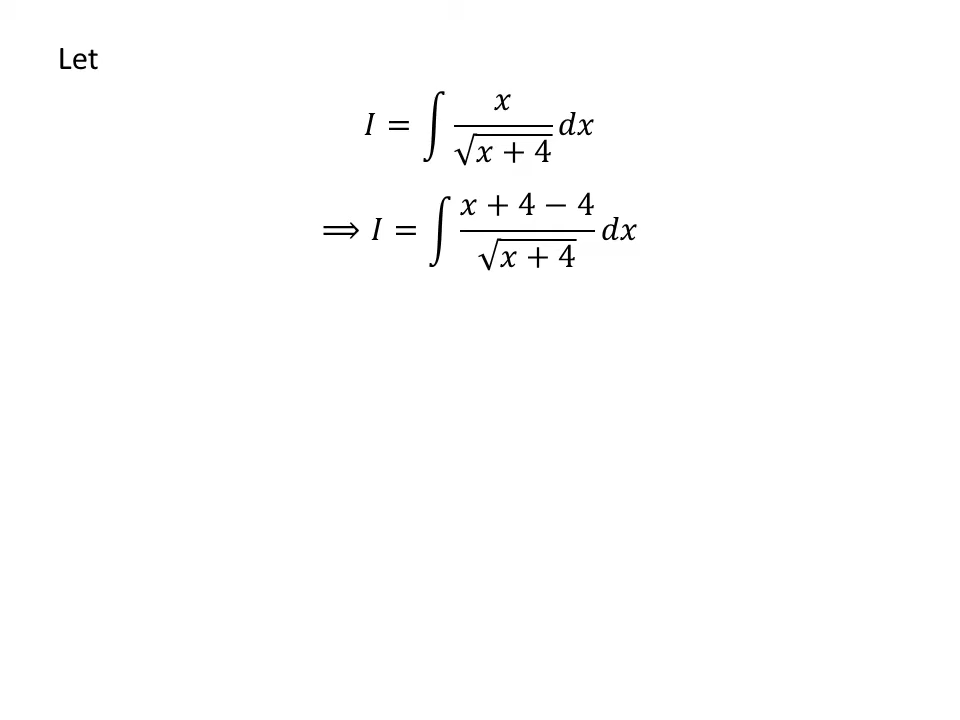 Let
𝐼 = ∫ 𝑥/√(𝑥 + 4) 𝑑𝑥
⟹ 𝐼 = ∫ (𝑥 + 4 − 4)/√(𝑥 + 4) 𝑑𝑥